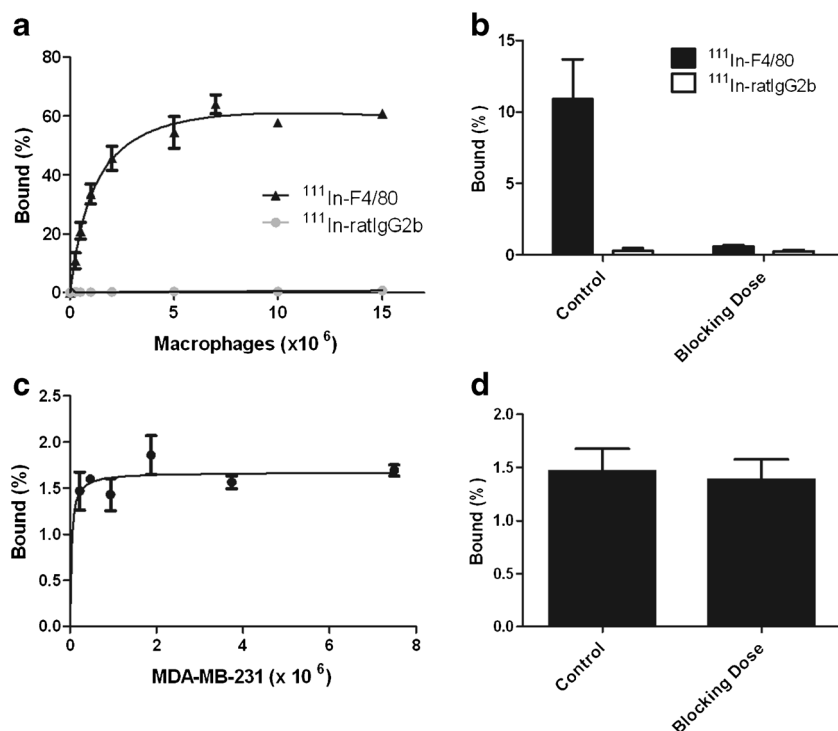 a
80
60
40
20
0
Bound (%)
111In-F4/80
111In-ratIgG2b
0 5 10 15
Macrophages (x10 6)
b
15
10
5
0
Bound (%)
111In-F4/80
111In-ratIgG2b
Control
Blocking Dose
c
2.5
2.0
1.5
1.0
0.5
0.0
Bound (%)
0 2 4 6 8
MDA-MB-231 (x 10 6)
d
2.0
1.5
1.0
0.5
0.0
Bound (%)
Control
Blocking Dose